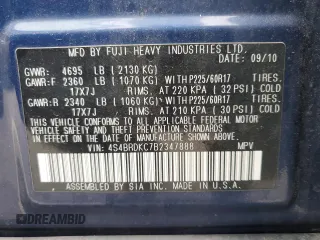 MFD BY FUJI HEAVY INDUSTRIES LTD.
09/10
GVWR: 4695 LB (2130 KG)
GAWR:F 2360 LB (1070 KG) WITH P225/60R17 TIRES.
17X7J RIMS. AT 220 KPA ( 32 PSI) COLD
GAWR:R 2340 LB (1060 KG) WITH P225/60R17 TIRES.
17X7J RIMS. AT 210 KPA ( 30 PSI) COLD
THIS VEHICLE CONFORMS TO ALL APPLICABLE FEDERAL
MOTOR VEHICLE SAFETY AND BUMPER STANDARDS
IN EFFECT ON THE DATE OF MANUFACTURE SHOWN ABOVE.
VIN: 4S4BRDKC7B2347888 MPV
ASSEMBLED BY SIA INC. MADE IN U.S.A.